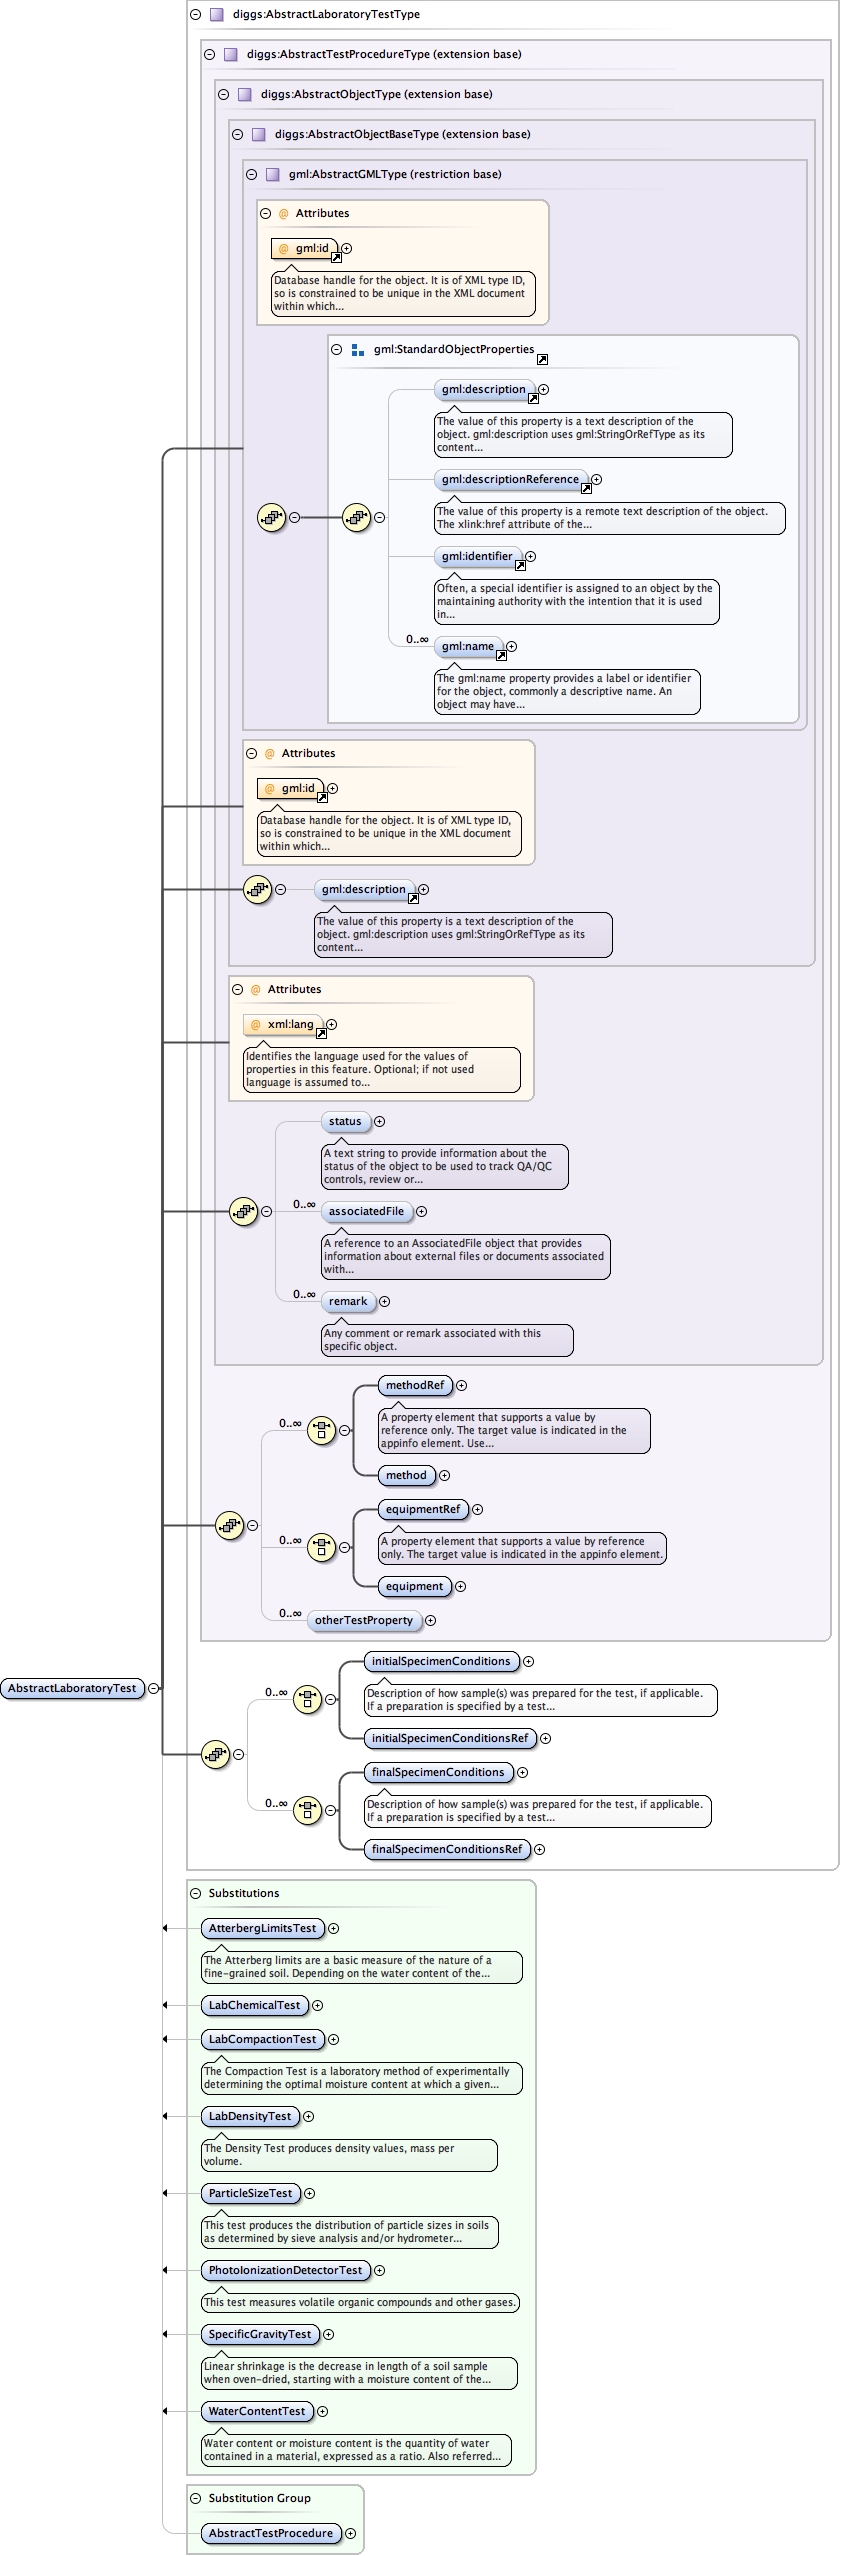 diggs:AbstractLaboratoryTestType
diggs:AbstractTestProcedureType (extension base)
diggs:AbstractObjectType (extension base)
diggs:AbstractObjectBaseType (extension base)
gml:AbstractGMLType (restriction base)
@ Attributes
@ gml:id
Database handle for the object. It is of XML type ID,
so is constrained to be unique in the XML document
within which...
gml:StandardObjectProperties
gml:description
The value of this property is a text description of the
object. gml:description uses gml:StringOrRefType as its
content...
gml:descriptionReference
The value of this property is a remote text description of the object.
The xlink:href attribute of the...
gml:identifier
Often, a special identifier is assigned to an object by the
maintaining authority with the intention that it is used
in...
0..∞ gml:name
The gml:name property provides a label or identifier
for the object, commonly a descriptive name. An
object may have...
@ Attributes
@ gml:id
Database handle for the object. It is of XML type ID,
so is constrained to be unique in the XML document
within which...
gml:description
The value of this property is a text description of the
object. gml:description uses gml:StringOrRefType as its
content...
@ Attributes
@ xml:lang
Identifies the language used for the values of
properties in this feature. Optional; if not used
language is assumed to...
status
A text string to provide information about the
status of the object to be used to track QA/QC
controls, review or...
0..∞ associatedFile
A reference to an AssociatedFile object that provides
information about external files or documents associated
with...
0..∞ remark
Any comment or remark associated with this
specific object.
methodRef
0..∞
A property element that supports a value by
reference only. The target value is indicated in the
appinfo element. Use...
method
equipmentRef
0..∞
A property element that supports a value by reference
only. The target value is indicated in the appinfo element.
equipment
0..∞ otherTestProperty
initialSpecimenConditions
AbstractLaboratoryTest
0..∞
Description of how sample(s) was prepared for the test, if applicable.
If a preparation is specified by a test...
initialSpecimenConditionsRef
finalSpecimenConditions
0..∞
Description of how sample(s) was prepared for the test, if applicable.
If a preparation is specified by a test...
finalSpecimenConditionsRef
Substitutions
AtterbergLimitsTest
The Atterberg limits are a basic measure of the nature of a
fine-grained soil. Depending on the water content of the...
LabChemicalTest
LabCompactionTest
The Compaction Test is a laboratory method of experimentally
determining the optimal moisture content at which a given...
LabDensityTest
The Density Test produces density values, mass per
volume.
ParticleSizeTest
This test produces the distribution of particle sizes in soils
as determined by sieve analysis and/or hydrometer...
PhotoIonizationDetectorTest
This test measures volatile organic compounds and other gases.
SpecificGravityTest
Linear shrinkage is the decrease in length of a soil sample
when oven-dried, starting with a moisture content of the...
WaterContentTest
Water content or moisture content is the quantity of water
contained in a material, expressed as a ratio. Also referred...
Substitution Group
AbstractTestProcedure